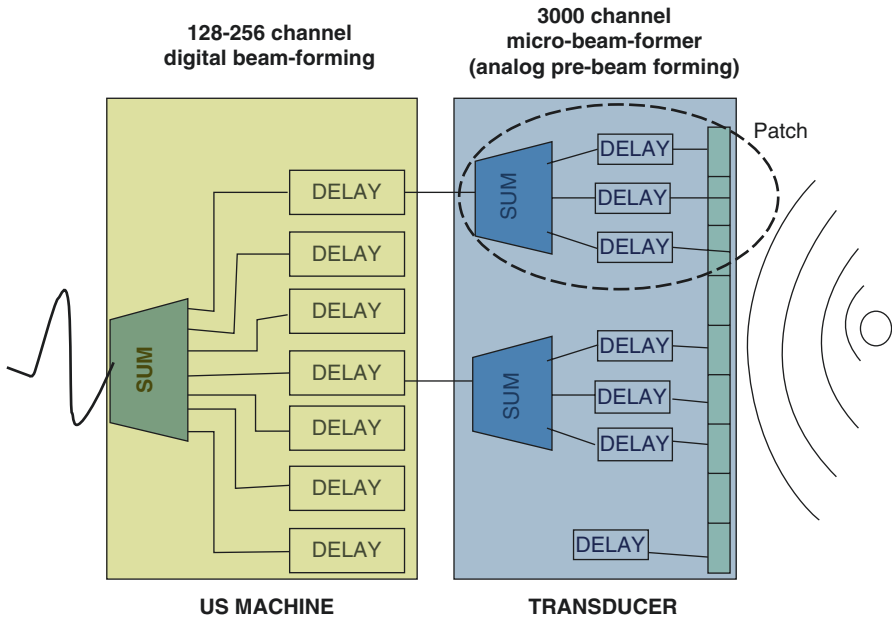 128-256 channel
digital beam-forming
3000 channel
micro-beam-former
(analog pre-beam forming)
Patch
DELAY
DELAY
DELAY
DELAY
DELAY
DELAY
DELAY
SUM
SUM
DELAY
DELAY
DELAY
SUM
DELAY
DELAY
DELAY
DELAY
US MACHINE
TRANSDUCER